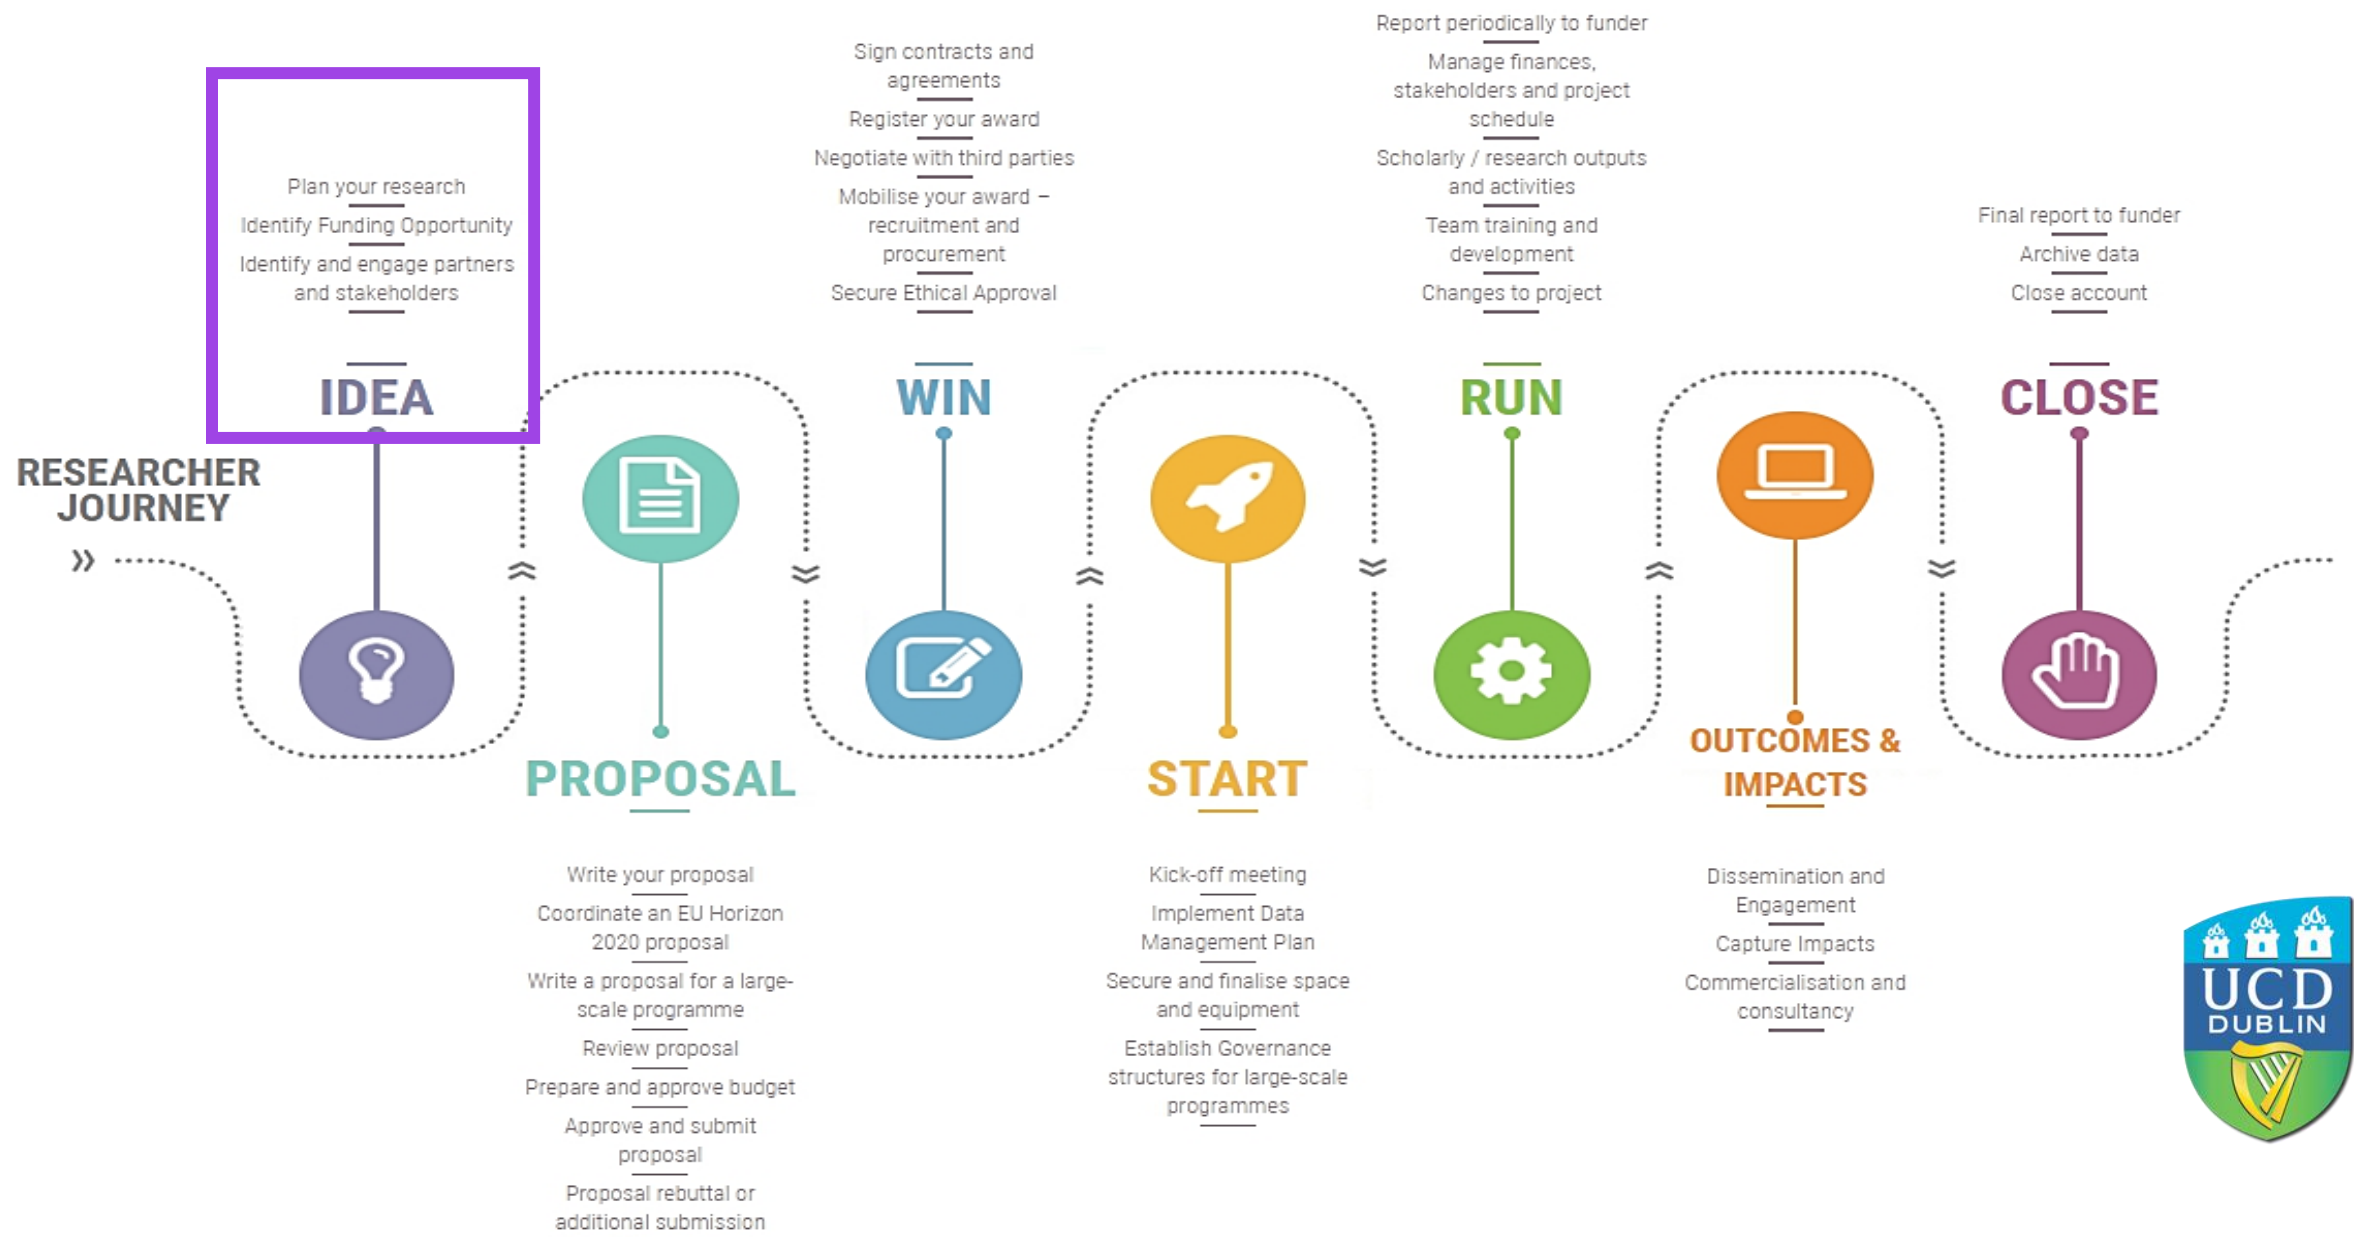 RESEARCHER
JOURNEY
Plan your research
Identify Funding Opportunity
Identify and engage partners
and stakeholders
IDEA
PROPOSAL
Write your proposal
Coordinate an EU Horizon
2020 proposal
Write a proposal for a large-
scale programme
Review proposal
Prepare and approve budget
Approve and submit
proposal
Proposal rebuttal or
additional submission
Sign contracts and
agreements
Register your award
Negotiate with third parties
Mobilise your award –
recruitment and
procurement
Secure Ethical Approval
WIN
START
Kick-off meeting
Implement Data
Management Plan
Secure and finalise space
and equipment
Establish Governance
structures for large-scale
programmes
Report periodically to funder
Manage finances,
stakeholders and project
schedule
Scholarly / research outputs
and activities
Team training and
development
Changes to project
RUN
OUTCOMES &
IMPACTS
Dissemination and
Engagement
Capture Impacts
Commercialisation and
consultancy
Final report to funder
Archive data
Close account
CLOSE
UCD
DUBLIN